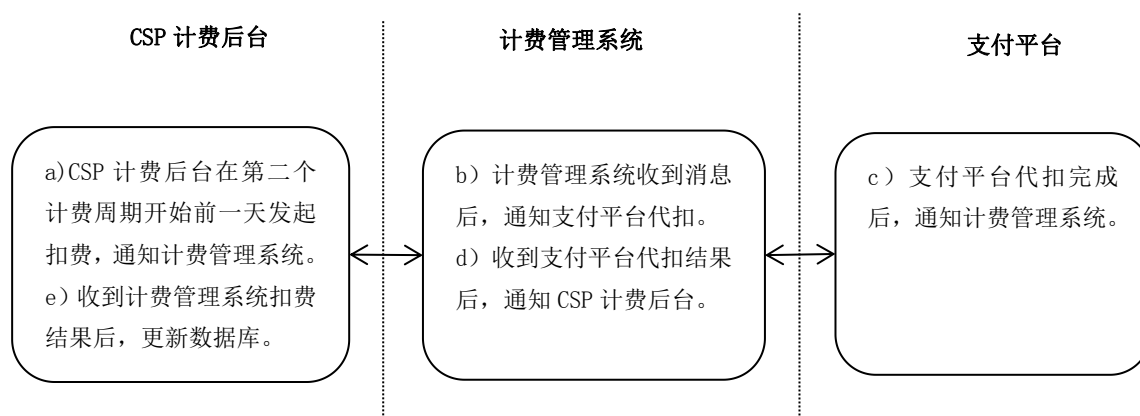 CSP 计费后台
计费管理系统
支付平台
a)CSP 计费后台在第二个
计费周期开始前一天发起
扣费，通知计费管理系统。
e）收到计费管理系统扣费
结果后，更新数据库。
b）计费管理系统收到消息
后，通知支付平台代扣。
d）收到支付平台代扣结果
后，通知 CSP 计费后台。
c）支付平台代扣完成
后，通知计费管理系统。